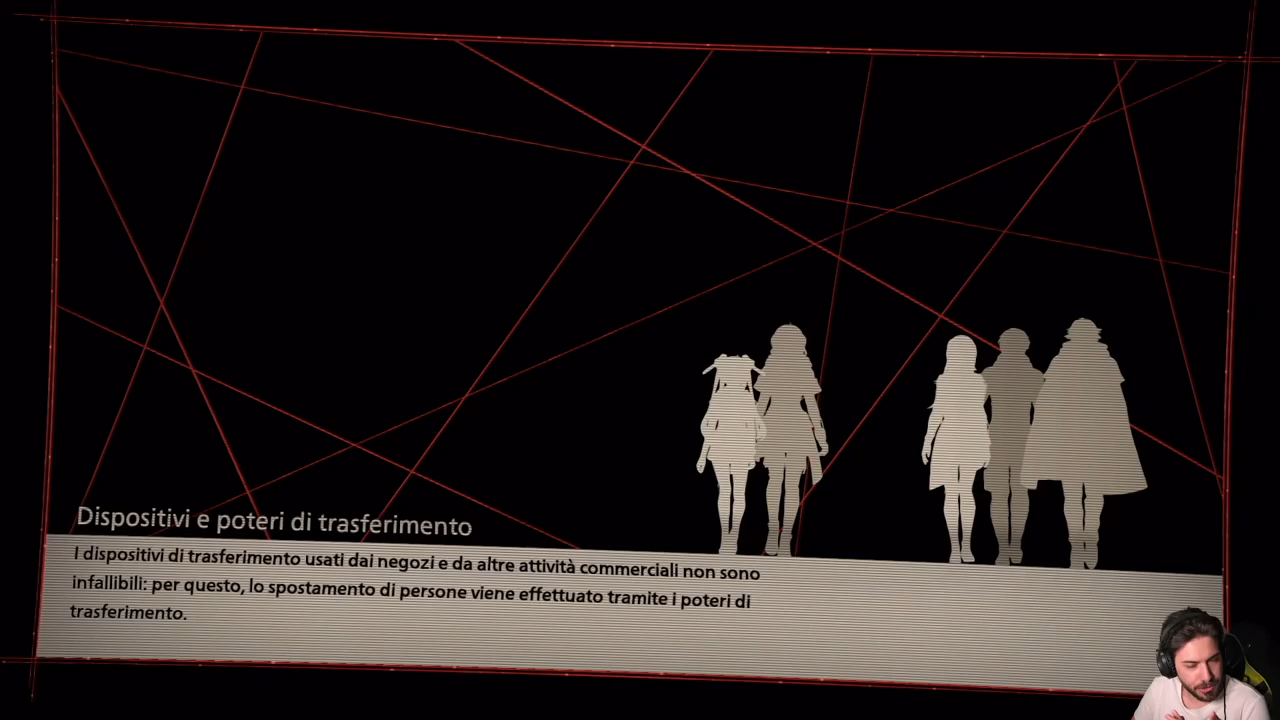 Dispositivi e poteri di trasferimento
I dispositivi di trasferimento usati dai negozi e da altre attività commerciali non sono
infallibili: per questo, lo spostamento di persone viene effettuato tramite i poteri di
trasferimento.